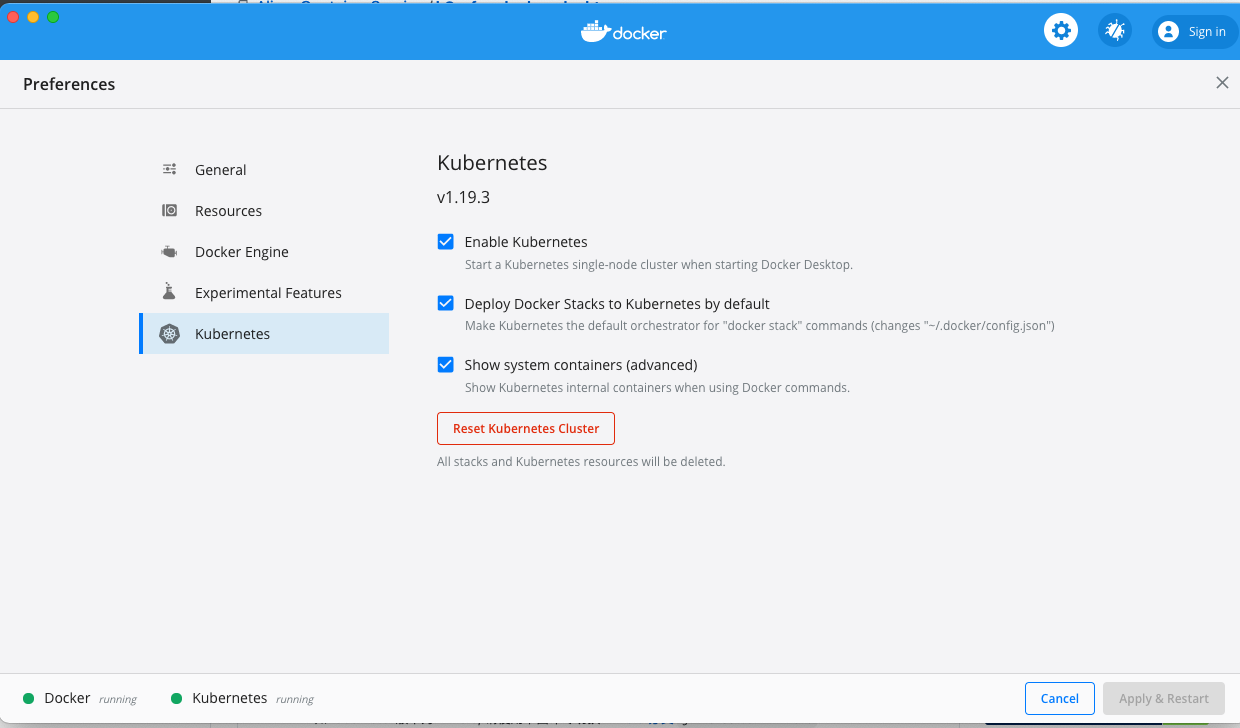 docker
Sign in
Preferences
General
Resources
Docker Engine
Experimental Features
Kubernetes
Kubernetes
v1.19.3
Enable Kubernetes
Start a Kubernetes single-node cluster when starting Docker Desktop.
Deploy Docker Stacks to Kubernetes by default
Make Kubernetes the default orchestrator for "docker stack" commands (changes "~/.docker/config.json")
Show system containers (advanced)
Show Kubernetes internal containers when using Docker commands.
Reset Kubernetes Cluster
All stacks and Kubernetes resources will be deleted.
Docker running
Kubernetes running
Cancel
Apply & Restart